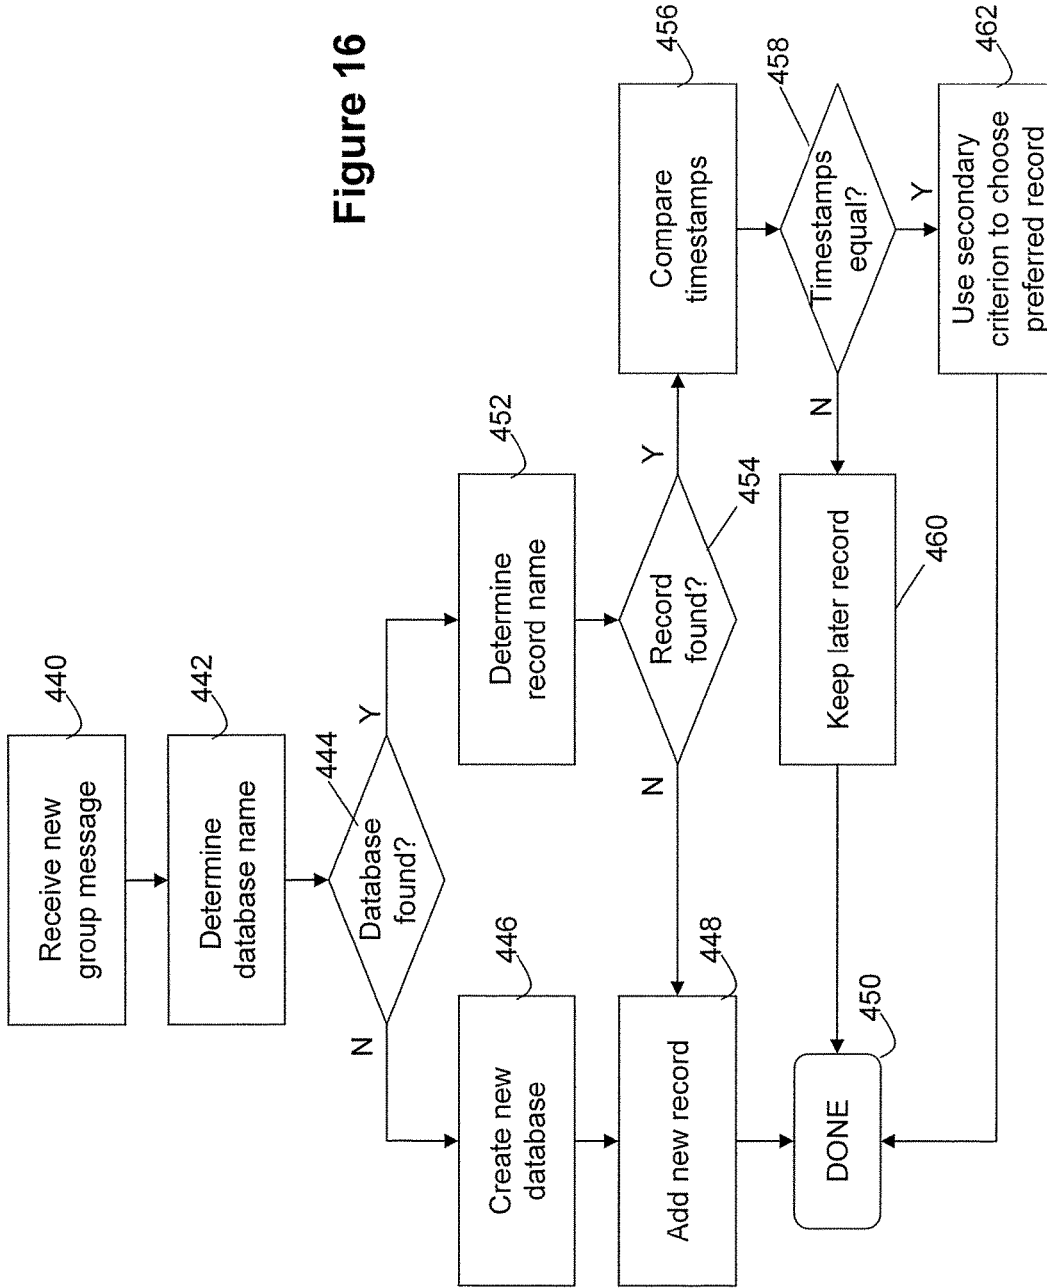 Figure 16
Receive new
group message
440
Determine
database name
442
Database
found?
444
N
Y
Create new
database
446
Add new record
448
DONE
450
Determine
record name
452
Record
found?
454
N
Y
Compare
timestamps
456
Timestamps
equal?
458
N
Y
Keep later record
460
Use secondary
criterion to choose
preferred record
462